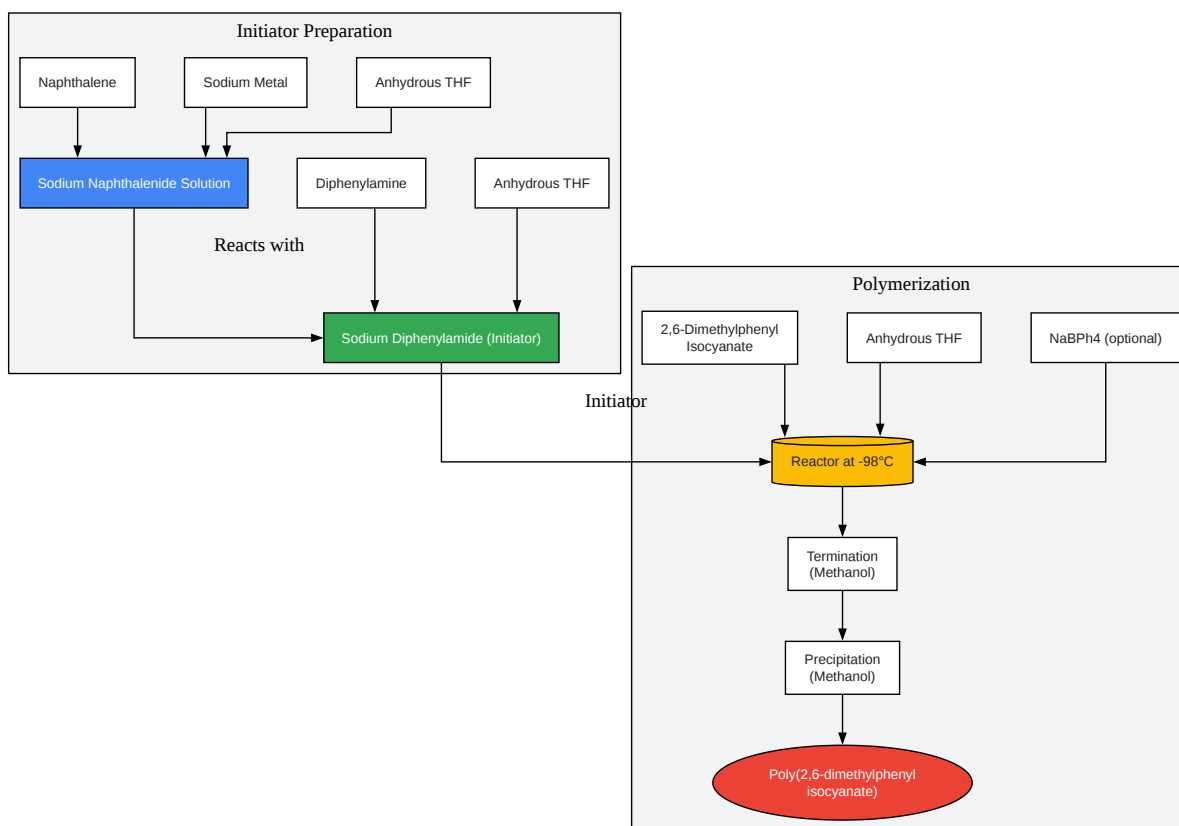 Initiator Preparation
Naphthalene
Sodium Metal
Anhydrous THF
Sodium Naphthalenide Solution
Diphenylamine
Anhydrous THF
Reacts with
Sodium Diphenylamide (Initiator)
Initiator
Polymerization
2,6-Dimethylphenyl
Isocyanate
Anhydrous THF
NaBPh4 (optional)
Reactor at -98°C
Termination
(Methanol)
Precipitation
(Methanol)
Poly(2,6-dimethylphenyl
isocyanate)